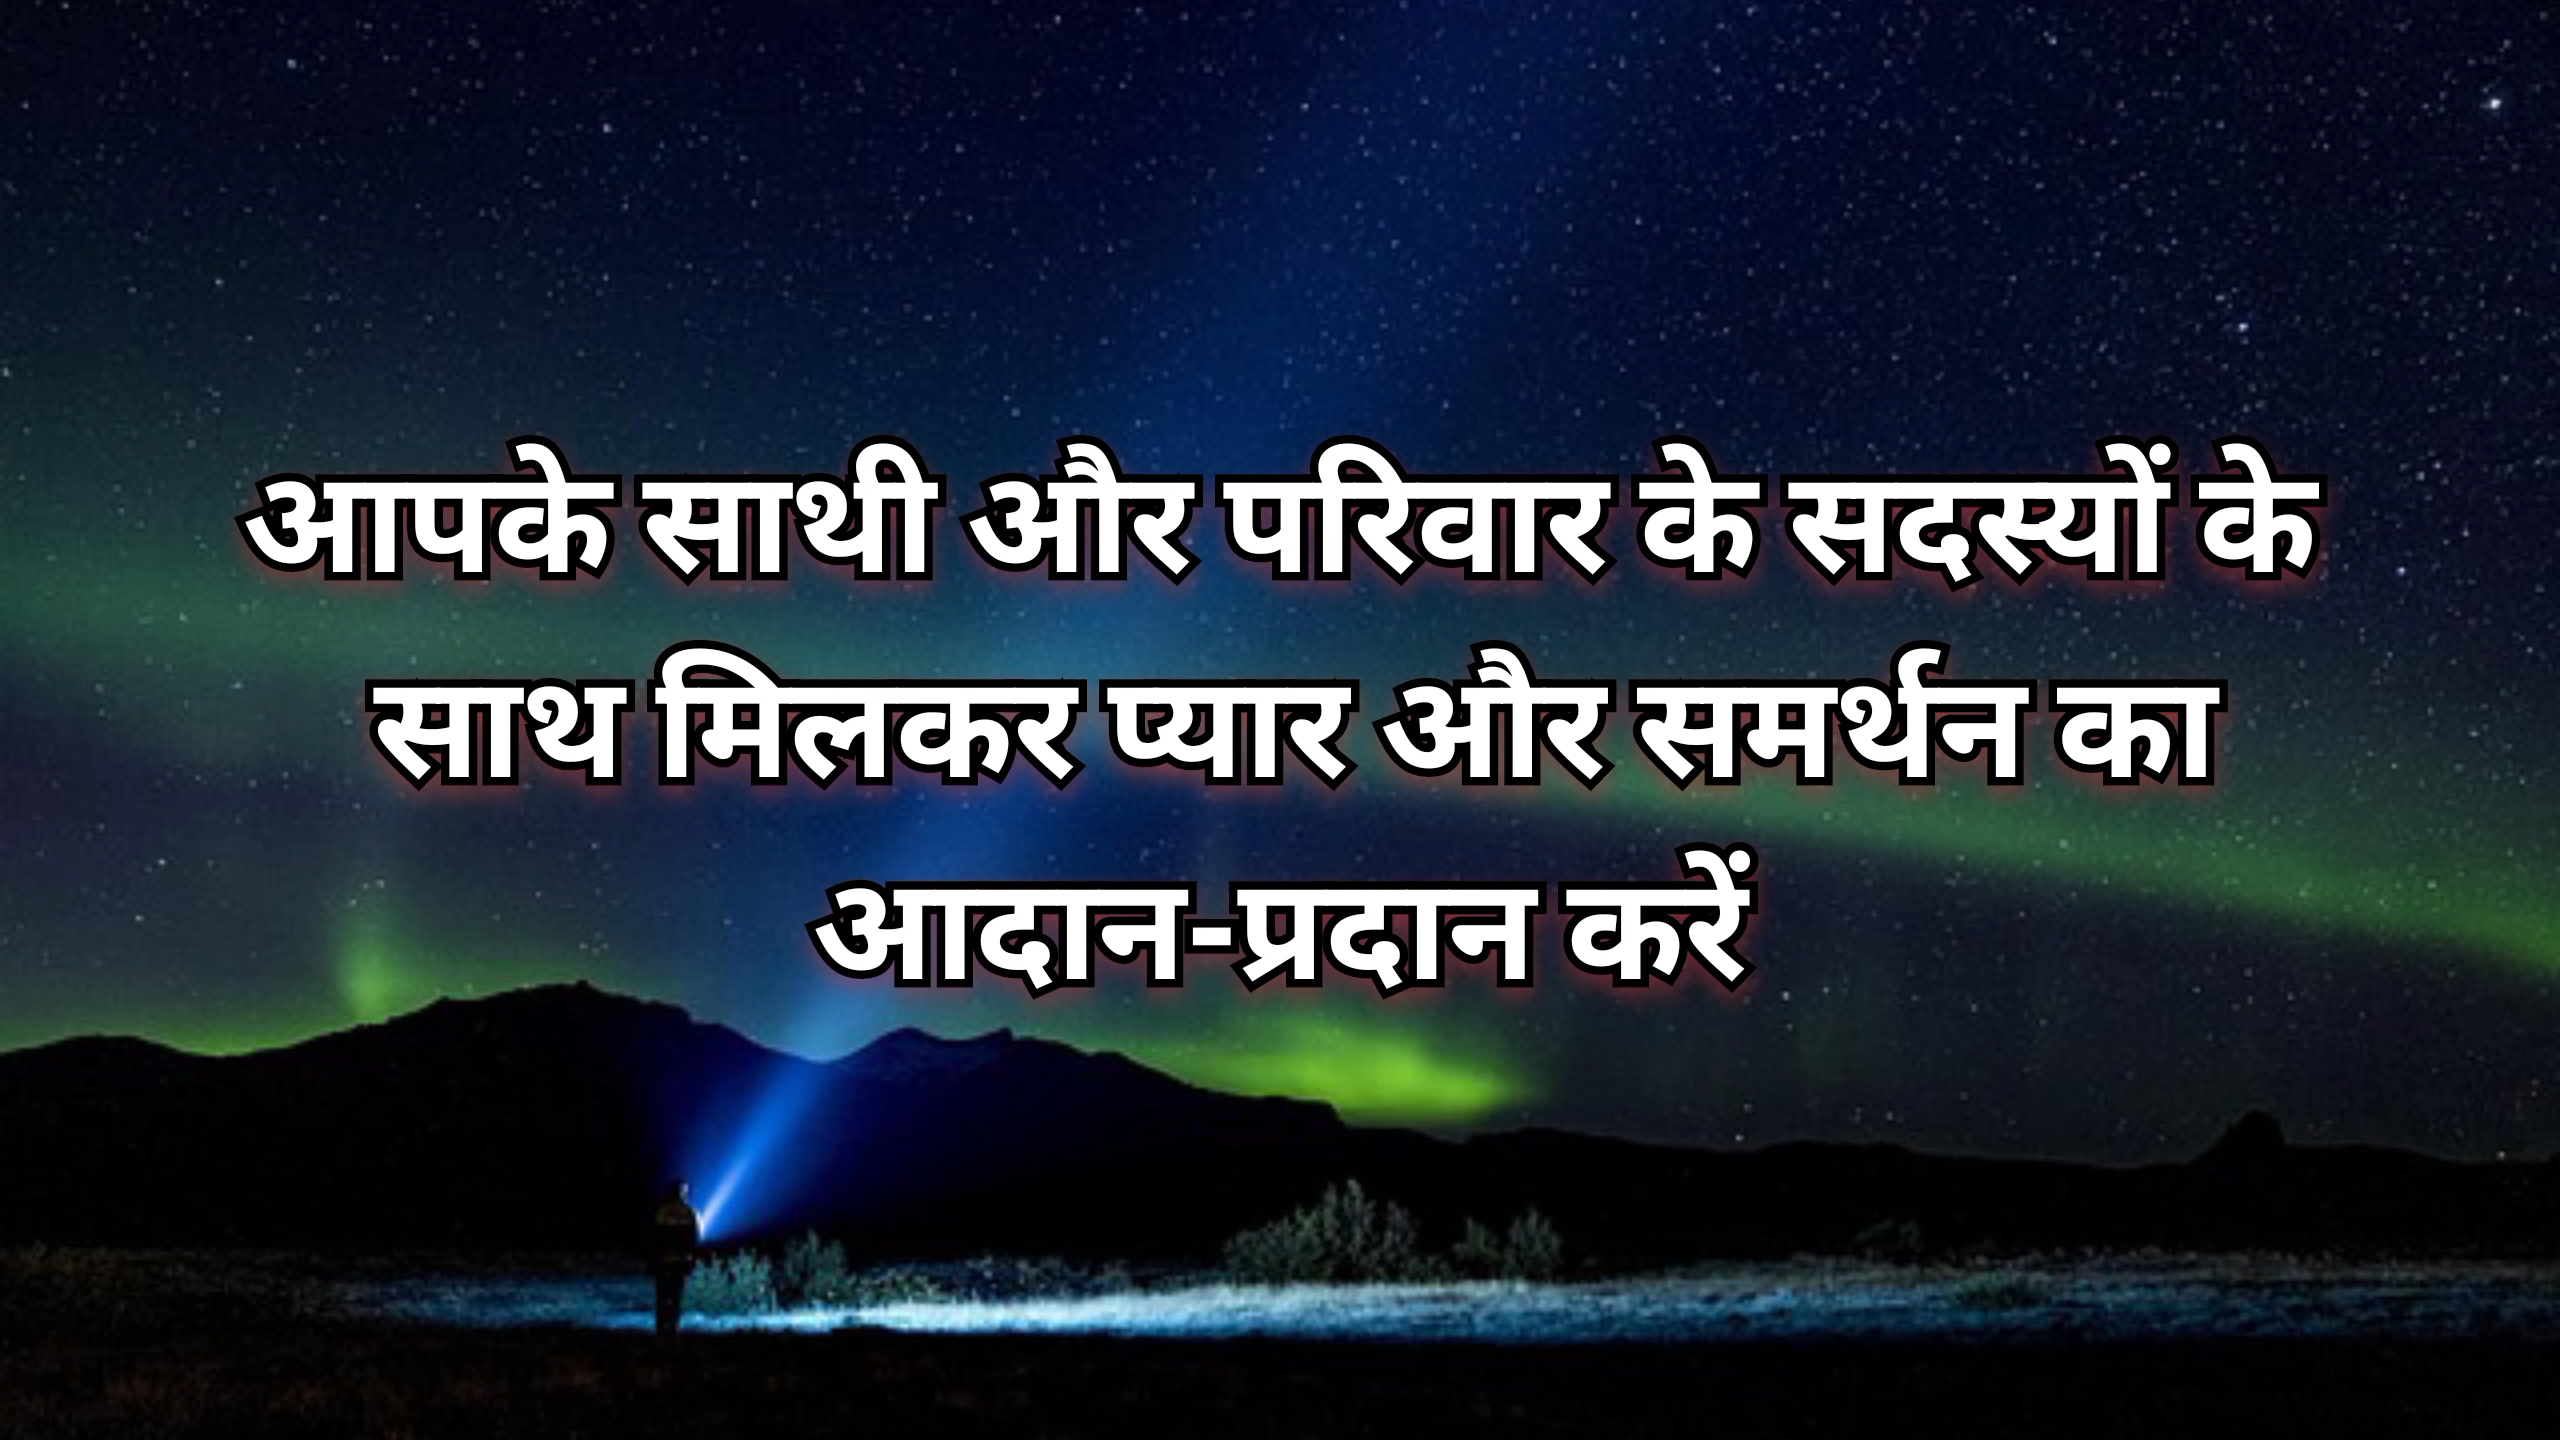 आपके साथी और परिवार के सदस्यों के
साथ मिलकर प्यार और समर्थन का
आदान-प्रदान करें